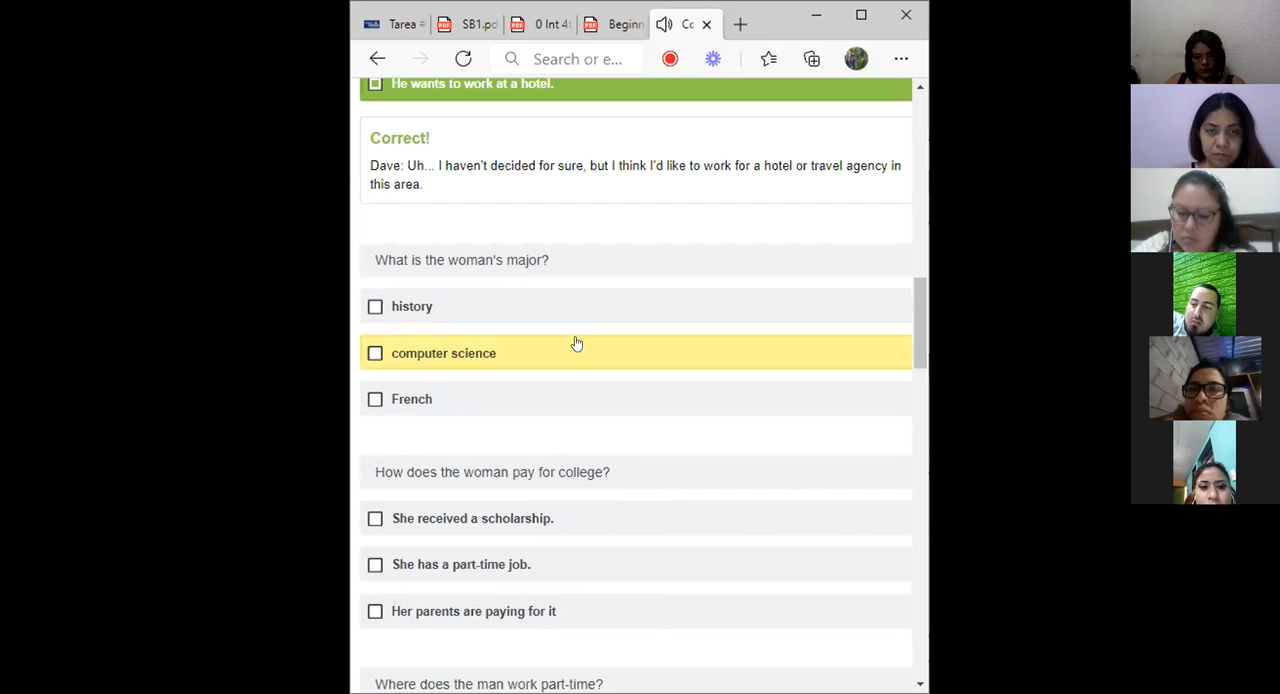 Tarea #
SB1.pd
0 Int 4
Beginn
Co
Search or e...
He wants to work at a hotel.
Correct!
Dave: Uh... I haven't decided for sure, but I think I'd like to work for a hotel or travel agency in
this area.
What is the woman's major?
history
computer science
French
How does the woman pay for college?
She received a scholarship.
She has a part-time job.
Her parents are paying for it
Where does the man work part-time?